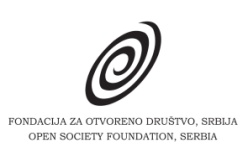 FONDACIJA ZA OTVORENO DRUŠTVO, SRBIJA
OPEN SOCIETY FOUNDATION, SERBIA